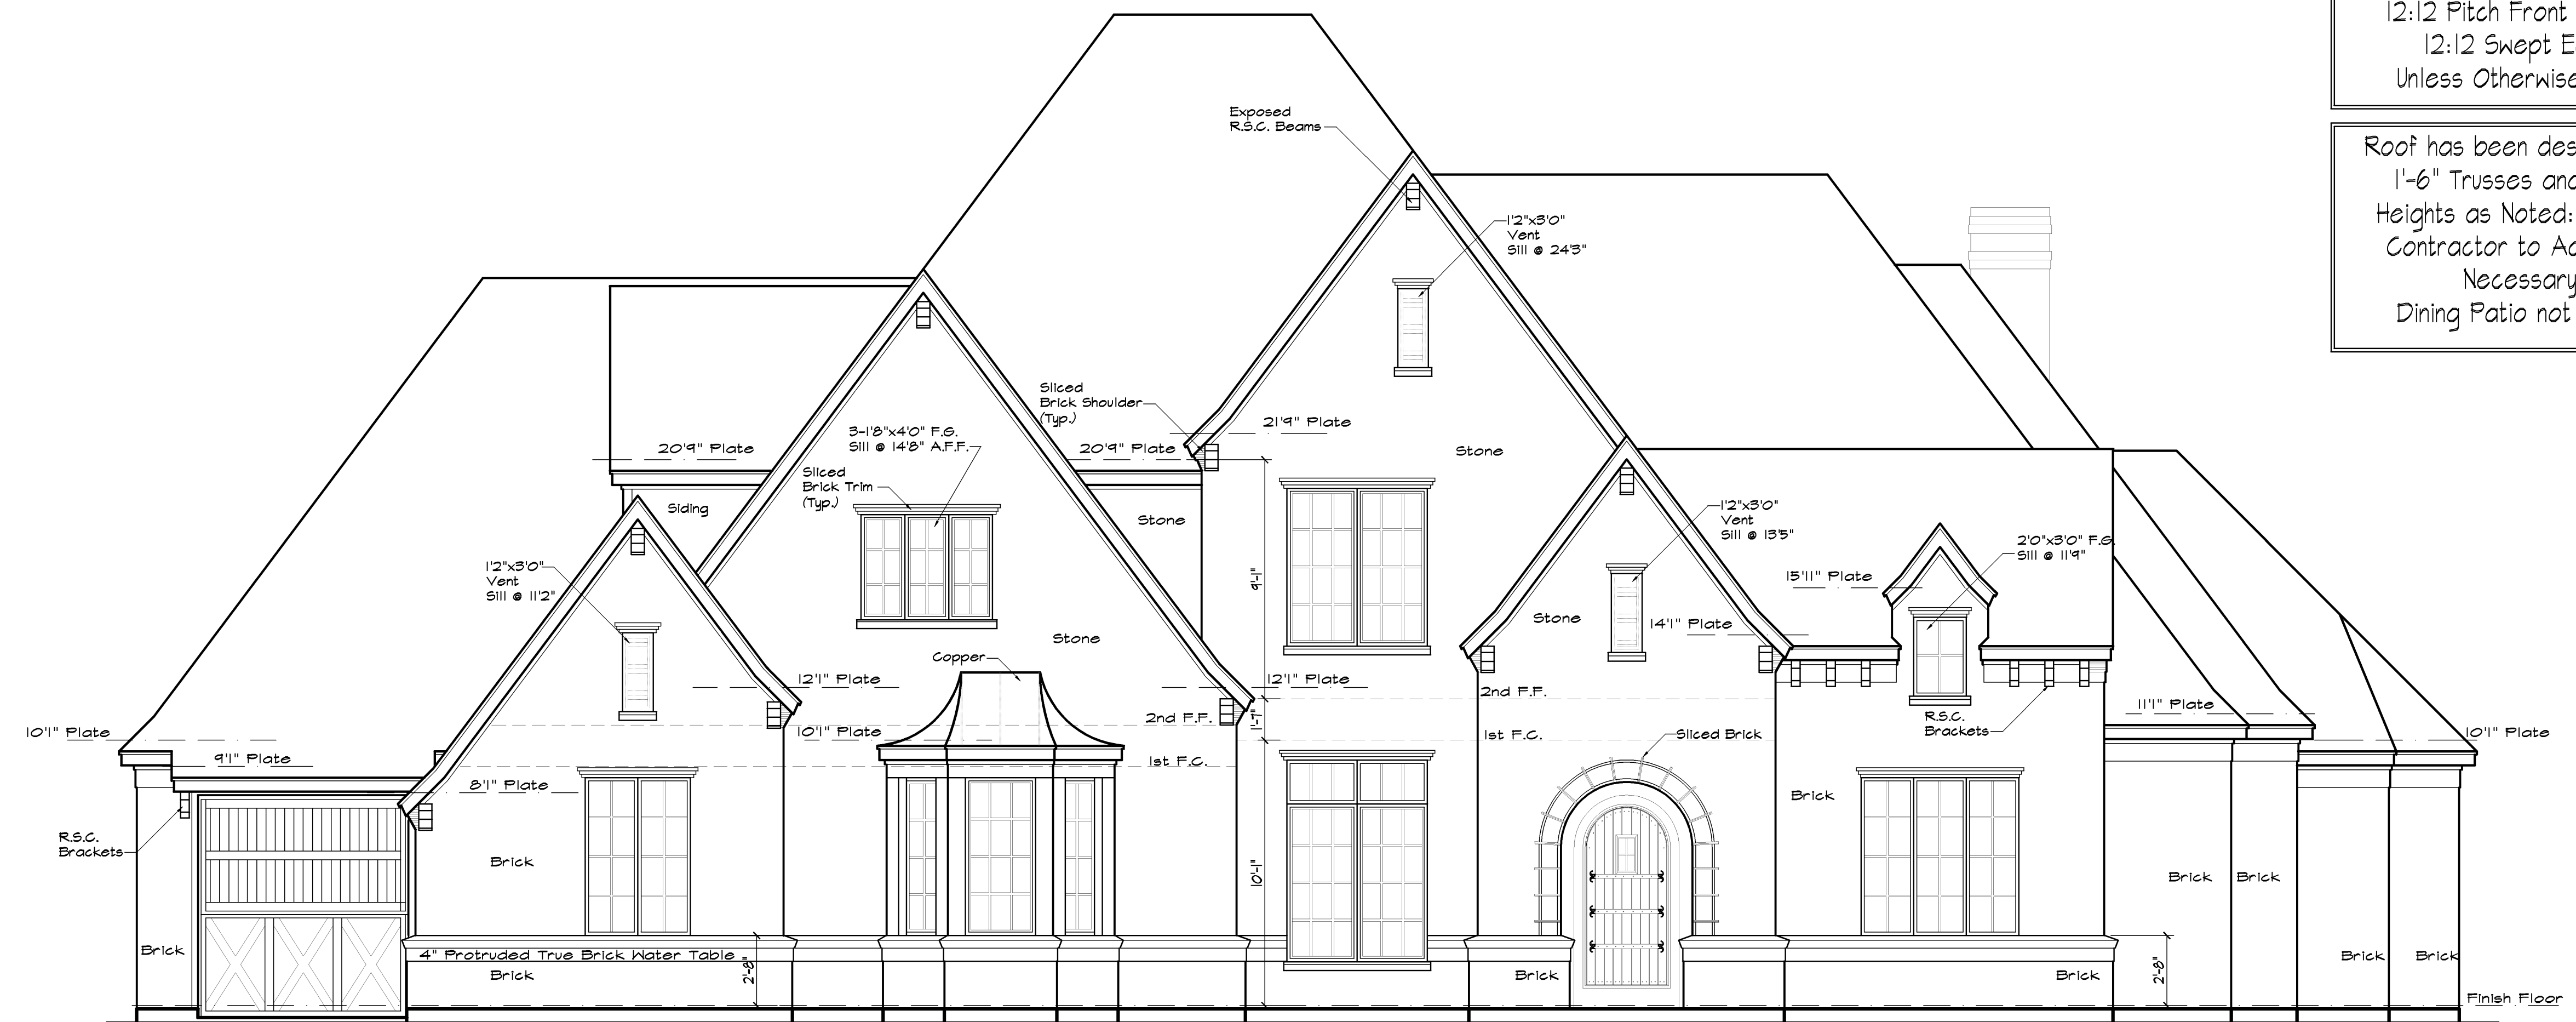 12:12 Pitch Front
12:12 Swept E
Unless Otherwise
Roof has been des
1'-6" Trusses and
Heights as Noted:
Contractor to Ac
Necessary
Dining Patio not
Exposed
R.S.C. Beams
1'2"x3'0"
Vent
Sill @ 24'3"
Sliced
Brick Shoulder
(Typ.)
21'9" Plate
3-1'8"x4'0" F.G.
Sill @ 14'8" A.F.F.
20'9" Plate
20'9" Plate
Stone
Sliced
Brick Trim
(Typ.)
Siding
Stone
1'2"x3'0"
Vent
Sill @ 13'5"
2'0"x3'0" F.G.
Sill @ 11'9"
1'2"x3'0"
Vent
Sill @ 11'2"
9'-1"
15'11" Plate
Stone
Stone
14'1" Plate
Copper
12'1" Plate
12'1" Plate
2nd F.F.
2nd F.F.
1'-7"
11'1" Plate
R.S.C.
Brackets
10'1" Plate
10'1" Plate
1st F.C.
Sliced Brick
10'1" Plate
9'1" Plate
1st F.C.
8'1" Plate
Brick
R.S.C.
Brackets
Brick
10'-1"
Brick
Brick
Brick
4" Protruded True Brick Water Table
Brick
Brick
Brick
Brick
Brick
2'-8"
2'-8"
Finish Floor